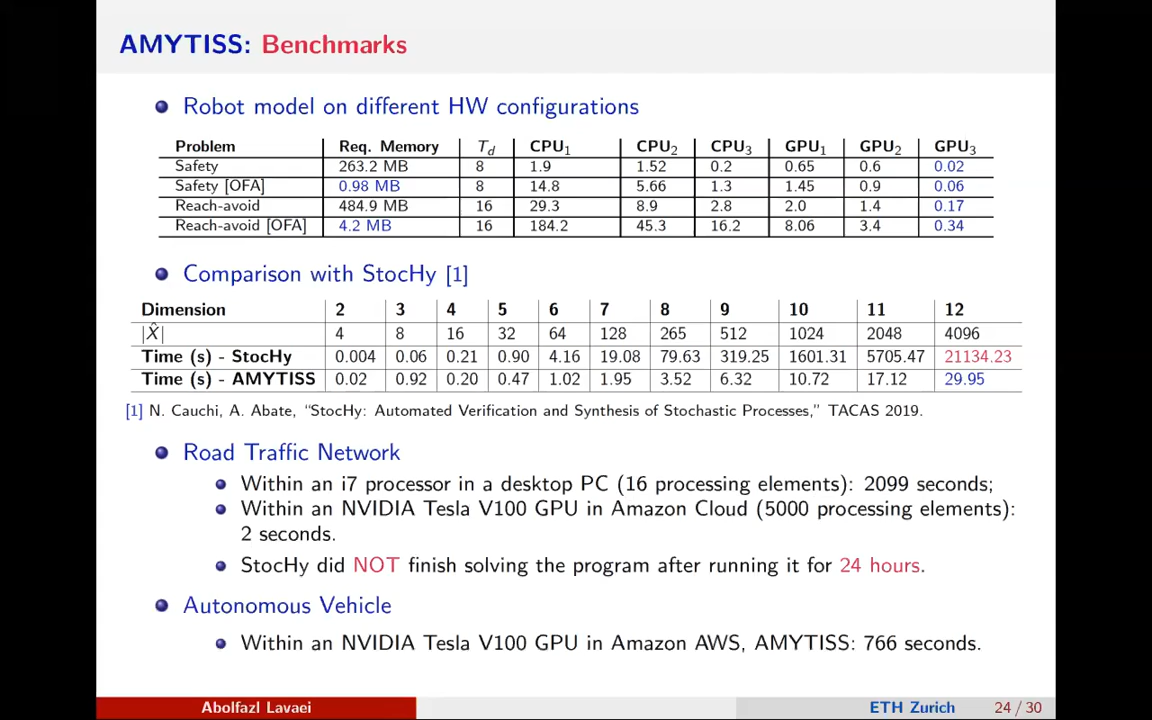 AMYTISS: Benchmarks
Robot model on different HW configurations
Problem Req. Memory T_d CPU_1 CPU_2 CPU_3 GPU_1 GPU_2 GPU_3
Safety 263.2 MB 8 1.9 1.52 0.2 0.65 0.6 0.02
Safety [OFA] 0.98 MB 8 14.8 5.66 1.3 1.45 0.9 0.06
Reach-avoid 484.9 MB 16 29.3 8.9 2.8 2.0 1.4 0.17
Reach-avoid [OFA] 4.2 MB 16 184.2 45.3 16.2 8.06 3.4 0.34
Comparison with StocHy [1]
Dimension 2 3 4 5 6 7 8 9 10 11 12
|X̂| 4 8 16 32 64 128 265 512 1024 2048 4096
Time (s) - StocHy 0.004 0.06 0.21 0.90 4.16 19.08 79.63 319.25 1601.31 5705.47 21134.23
Time (s) - AMYTISS 0.02 0.92 0.20 0.47 1.02 1.95 3.52 6.32 10.72 17.12 29.95
[1] N. Cauchi, A. Abate, “StocHy: Automated Verification and Synthesis of Stochastic Processes,” TACAS 2019.
Road Traffic Network
Within an i7 processor in a desktop PC (16 processing elements): 2099 seconds;
Within an NVIDIA Tesla V100 GPU in Amazon Cloud (5000 processing elements):
2 seconds.
StocHy did NOT finish solving the program after running it for 24 hours.
Autonomous Vehicle
Within an NVIDIA Tesla V100 GPU in Amazon AWS, AMYTISS: 766 seconds.
Abolfazl Lavaei ETH Zurich 24 / 30